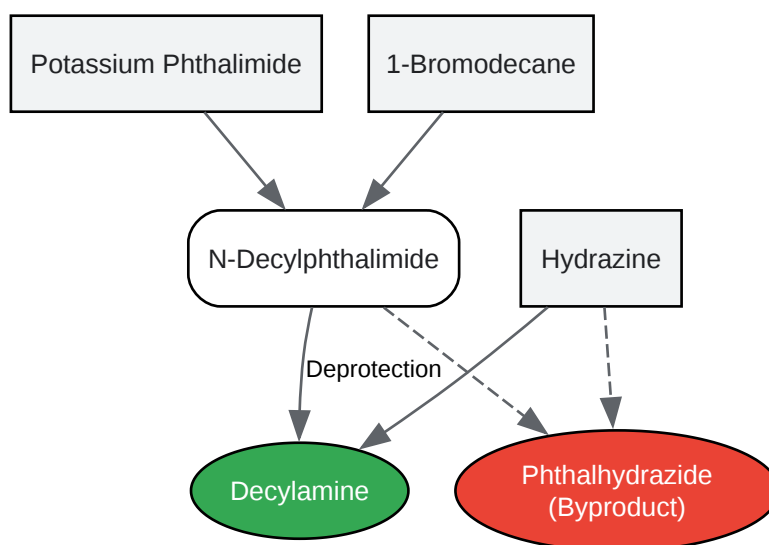 Potassium Phthalimide
1-Bromodecane
N-Decylphthalimide
Hydrazine
Deprotection
Decylamine
Phthalhydrazide
(Byproduct)